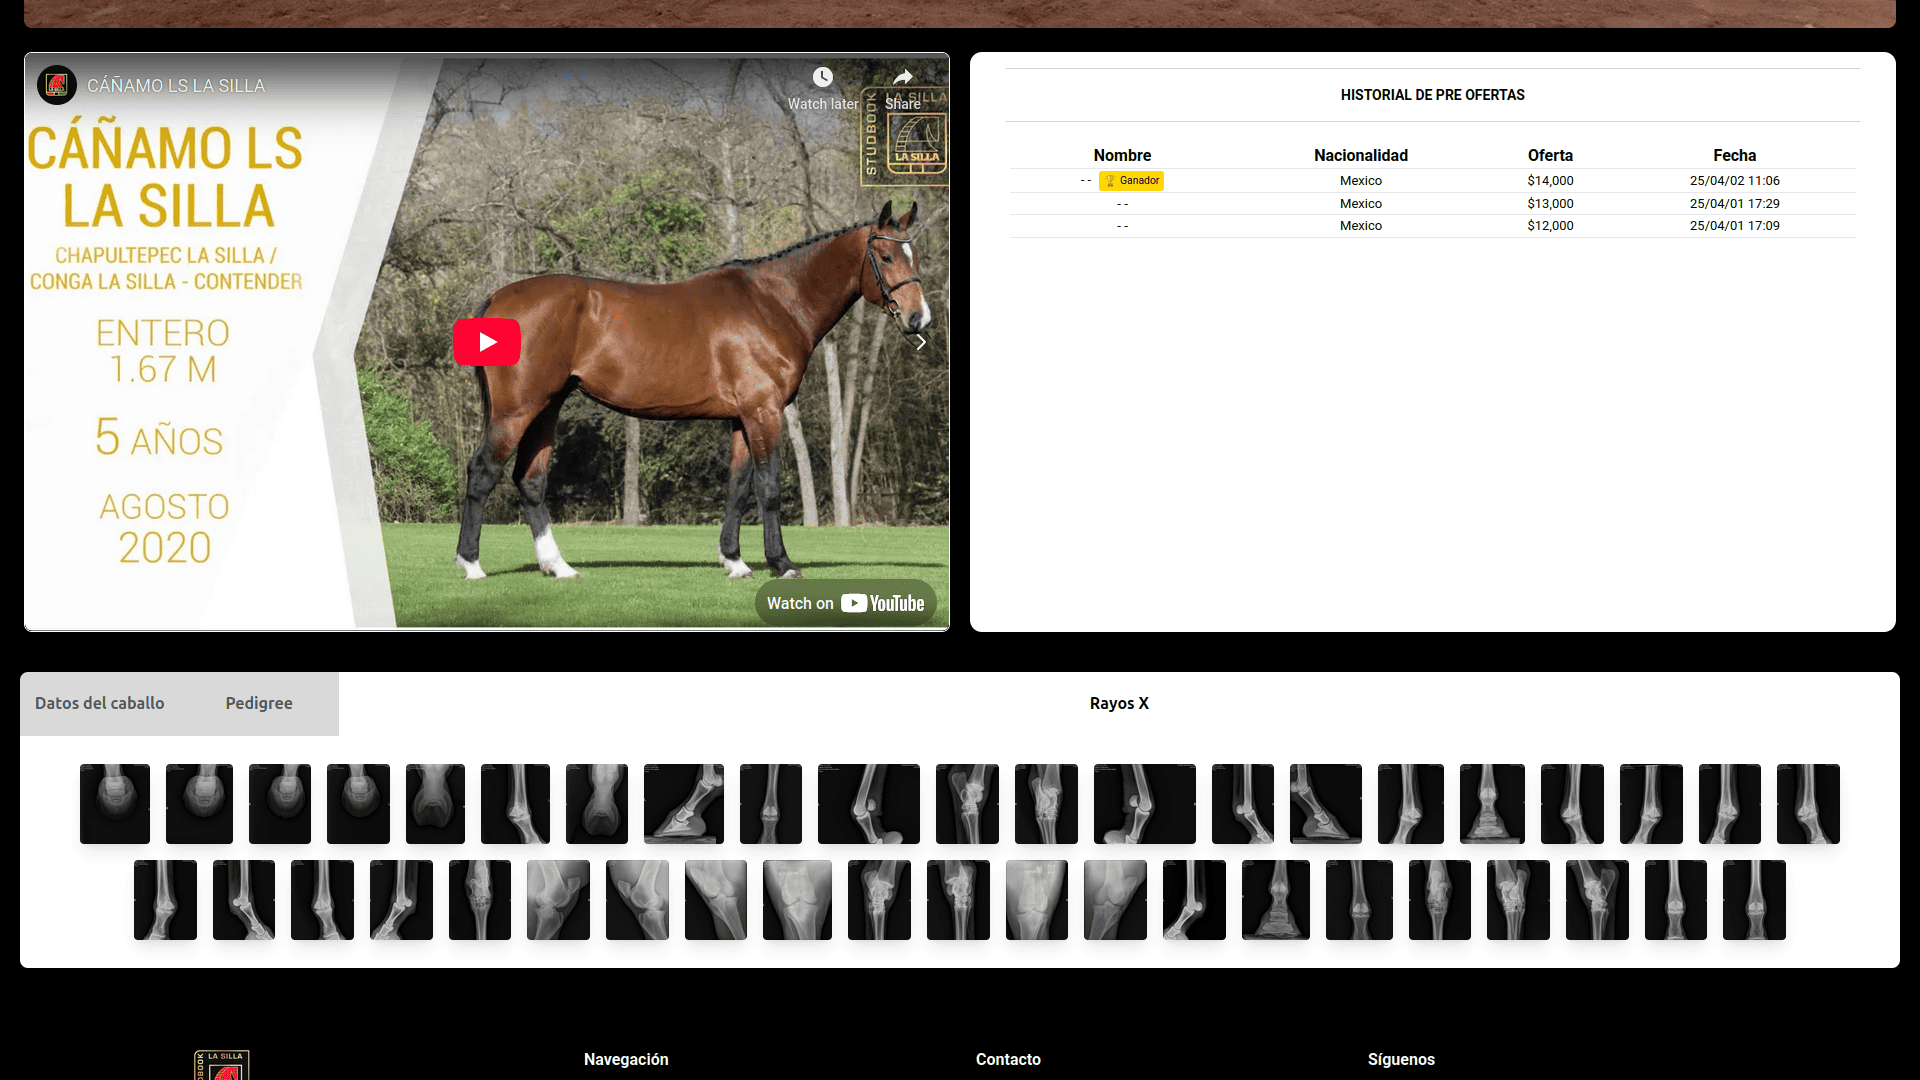 CÁÑAMO LS LA SILLA
Watch later
Share
CÁÑAMO LS
LA SILLA
CHAPULTEPEC LA SILLA /
CONGA LA SILLA - CONTENDER
ENTERO
1.67 M
5 AÑOS
AGOSTO
2020
STUDBOOK
LA SILLA
LA SILLA
Watch on YouTube
HISTORIAL DE PRE OFERTAS
Nombre Nacionalidad Oferta Fecha
- - 🏆 Ganador Mexico $14,000 25/04/02 11:06
- - Mexico $13,000 25/04/01 17:29
- - Mexico $12,000 25/04/01 17:09
Datos del caballo Pedigree Rayos X
LA SILLA
Navegación Contacto Síguenos